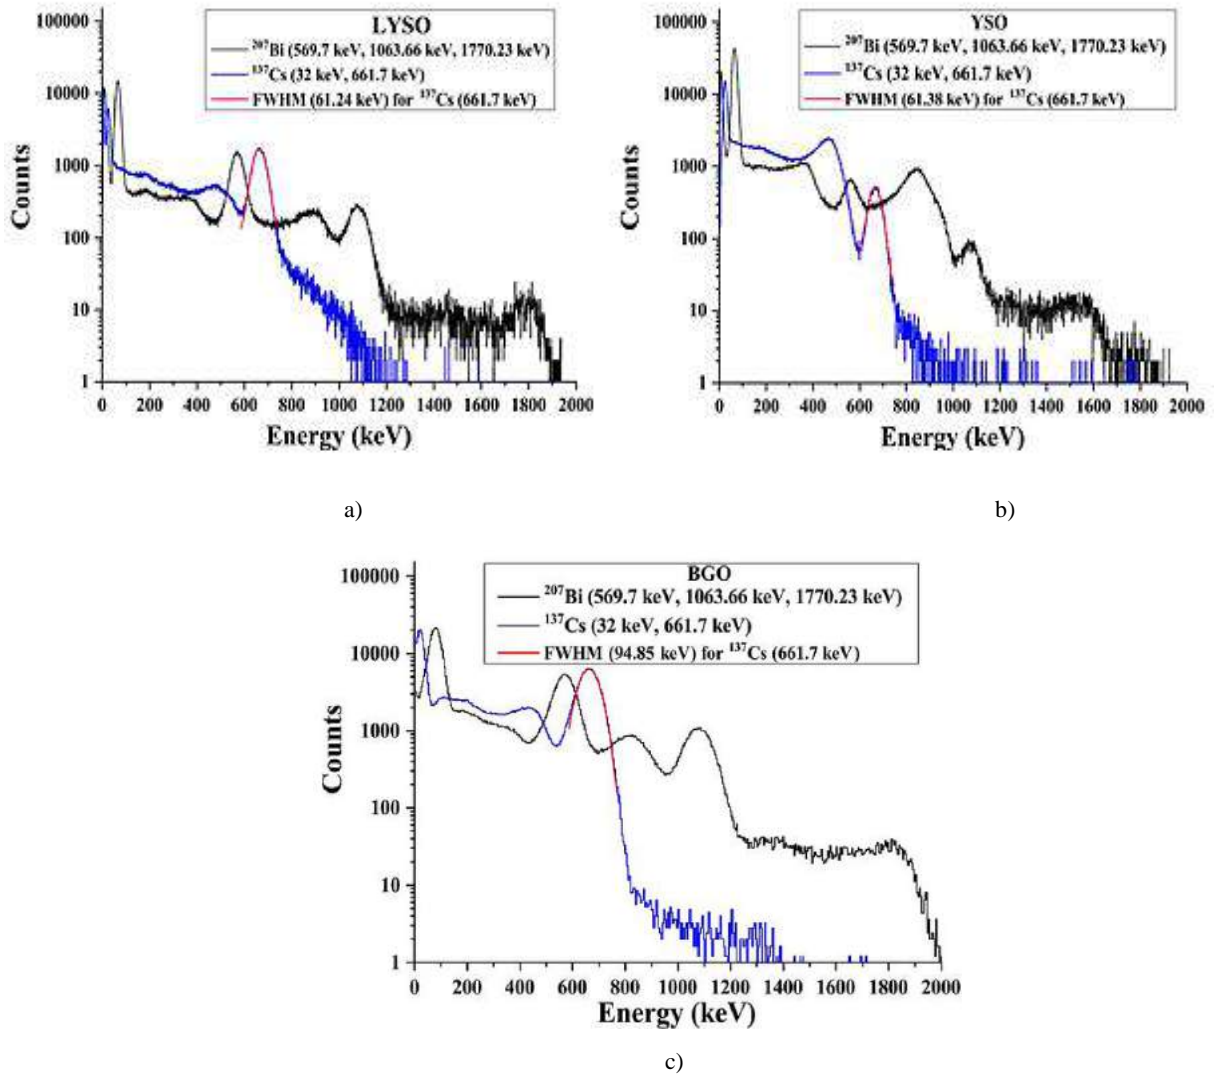 LYSO
²⁰⁷Bi (569.7 keV, 1063.66 keV, 1770.23 keV)
¹³⁷Cs (32 keV, 661.7 keV)
FWHM (61.24 keV) for ¹³⁷Cs (661.7 keV)
100000
10000
1000
100
10
1
Counts
0 200 400 600 800 1000 1200 1400 1600 1800 2000
Energy (keV)
a)
YSO
²⁰⁷Bi (569.7 keV, 1063.66 keV, 1770.23 keV)
¹³⁷Cs (32 keV, 661.7 keV)
FWHM (61.38 keV) for ¹³⁷Cs (661.7 keV)
100000
10000
1000
100
10
1
Counts
0 200 400 600 800 1000 1200 1400 1600 1800 2000
Energy (keV)
b)
BGO
²⁰⁷Bi (569.7 keV, 1063.66 keV, 1770.23 keV)
¹³⁷Cs (32 keV, 661.7 keV)
FWHM (94.85 keV) for ¹³⁷Cs (661.7 keV)
100000
10000
1000
100
10
1
Counts
0 200 400 600 800 1000 1200 1400 1600 1800 2000
Energy (keV)
c)